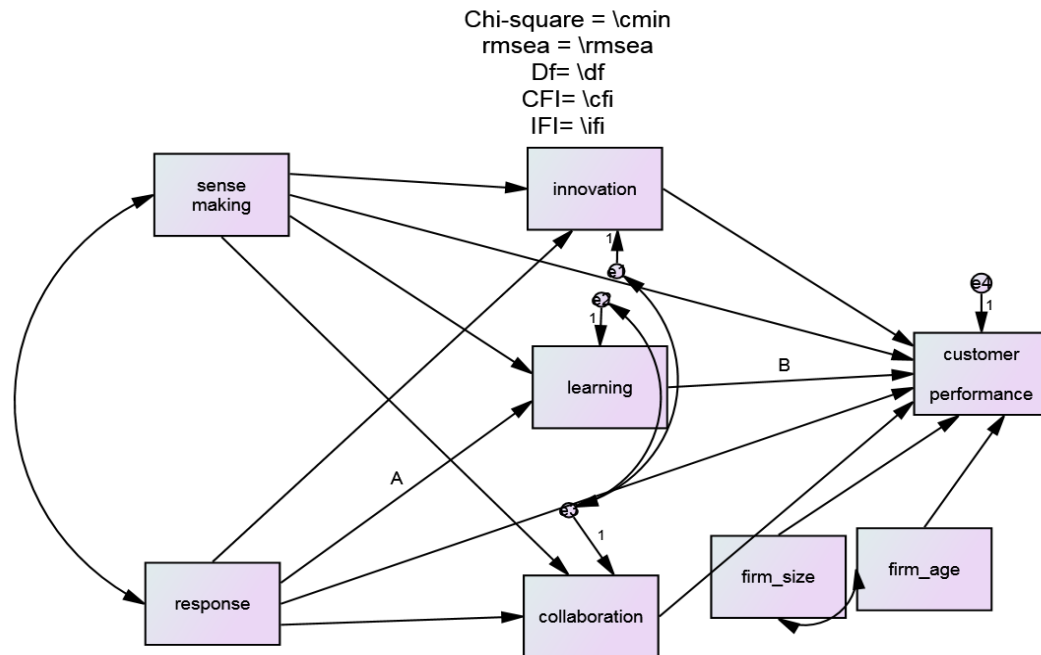 Chi-square = \cmin
rmsea = \rmsea
Df= \df
CFI= \cfi
IFI= \ifi
sense
making
innovation
1
e1
e2
1
e4
1
customer
performance
learning
B
A
e3
1
response
collaboration
firm_size
firm_age